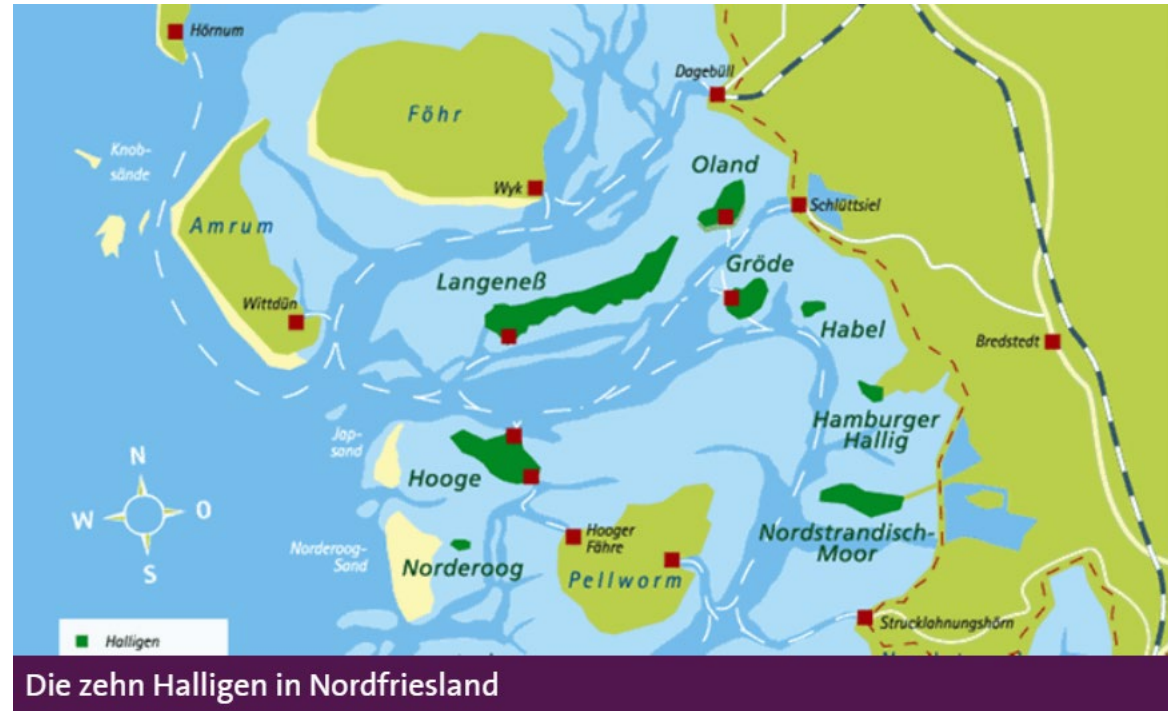 Hörnum
Dagebüll
Föhr
Knob-
sände
Oland
Wyk
Schlüttsiel
Amrum
Gröde
Langeneß
Wittdün
Habel
Bredstedt
Hamburger
Hallig
Jap-
sand
N
Hooge
W
O
Hooger
Fähre
Nordstrandisch-
Moor
Norderoog-
Sand
Norderoog
S
Pellworm
Strucklahnungshörn
Halligen
Die zehn Halligen in Nordfriesland